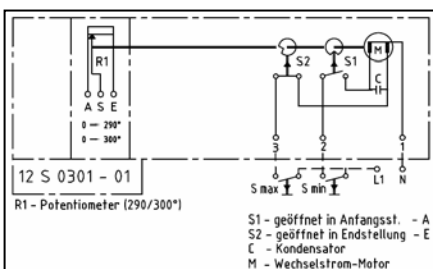 R1
S2
S1
M
C
A S E
0 — 290°
0 — 300°
3
2
1
12 S 0301 - 01
S max
S min
L1
N
R1 - Potentiometer (290/300°)
S1 - geöffnet in Anfangsst. - A
S2 - geöffnet in Endstellung - E
C - Kondensator
M - Wechselstrom-Motor